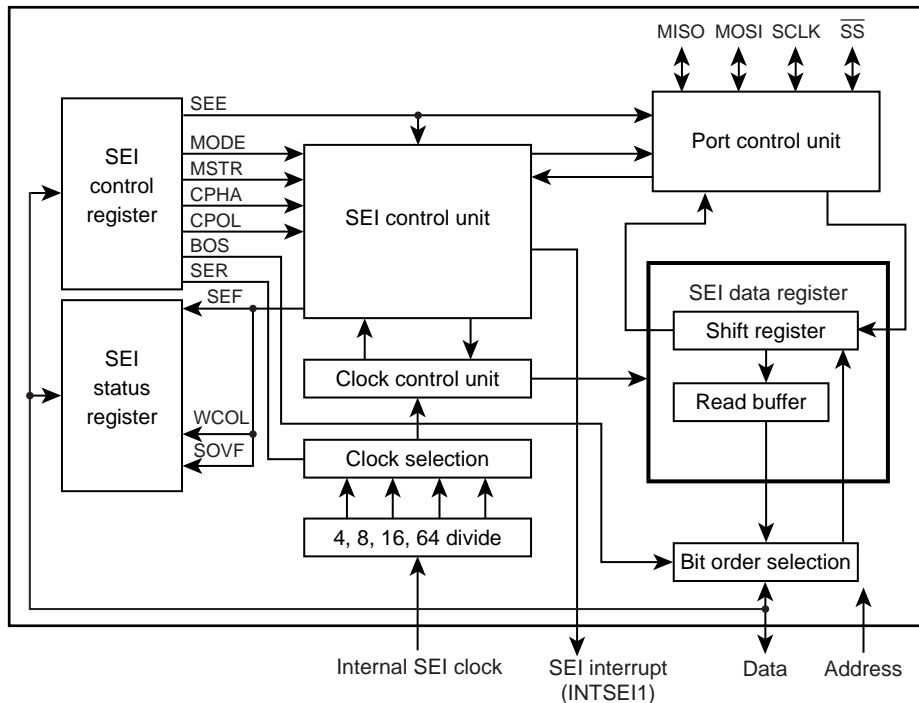 MISO MOSI SCLK SS
SEE
MODE
MSTR
CPHA
CPOL
BOS
SER
SEF
WCOL
SOVF
SEI
control
register
SEI
status
register
SEI control unit
Port control unit
SEI data register
Shift register
Read buffer
Clock control unit
Clock selection
4, 8, 16, 64 divide
Bit order selection
Internal SEI clock
SEI interrupt
(INTSEI1)
Data
Address